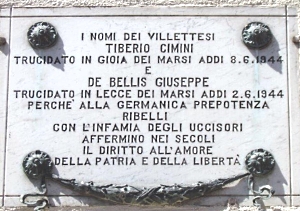 I NOMI DEI VILLETTESI
TIBERIO CIMINI
TRUCIDATO IN GIOIA DEI MARSI ADDI 8.6.1944
E
DE BELLIS GIUSEPPE
TRUCIDATO IN LECCE DEI MARSI ADDI 2.6.1944
PERCHÈ ALLA GERMANICA PREPOTENZA
RIBELLI
CON L'INFAMIA DEGLI UCCISORI
AFFERMINO NEI SECOLI
IL DIRITTO ALL'AMORE
DELLA PATRIA E DELLA LIBERTÀ